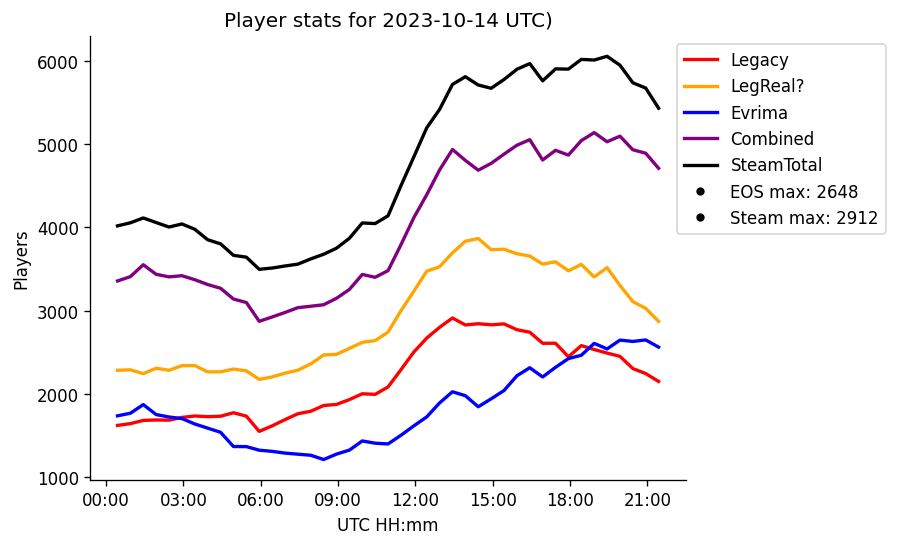 Player stats for 2023-10-14 UTC)
Legacy
LegReal?
Evrima
Combined
SteamTotal
EOS max: 2648
Steam max: 2912
Players
6000
5000
4000
3000
2000
1000
00:00 03:00 06:00 09:00 12:00 15:00 18:00 21:00
UTC HH:mm